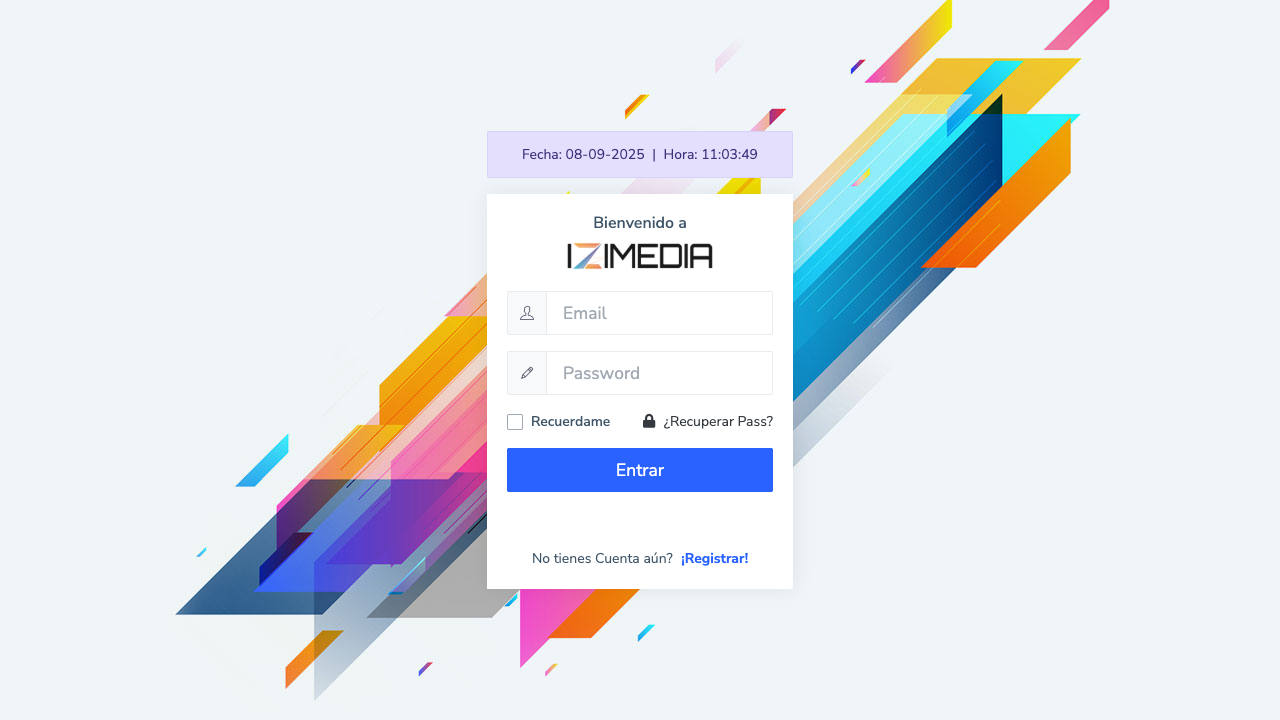 Fecha: 08-09-2025 | Hora: 11:03:49
Bienvenido a
IZIMEDIA
Email
Password
Recuerdame
¿Recuperar Pass?
Entrar
No tienes Cuenta aún? ¡Registrar!